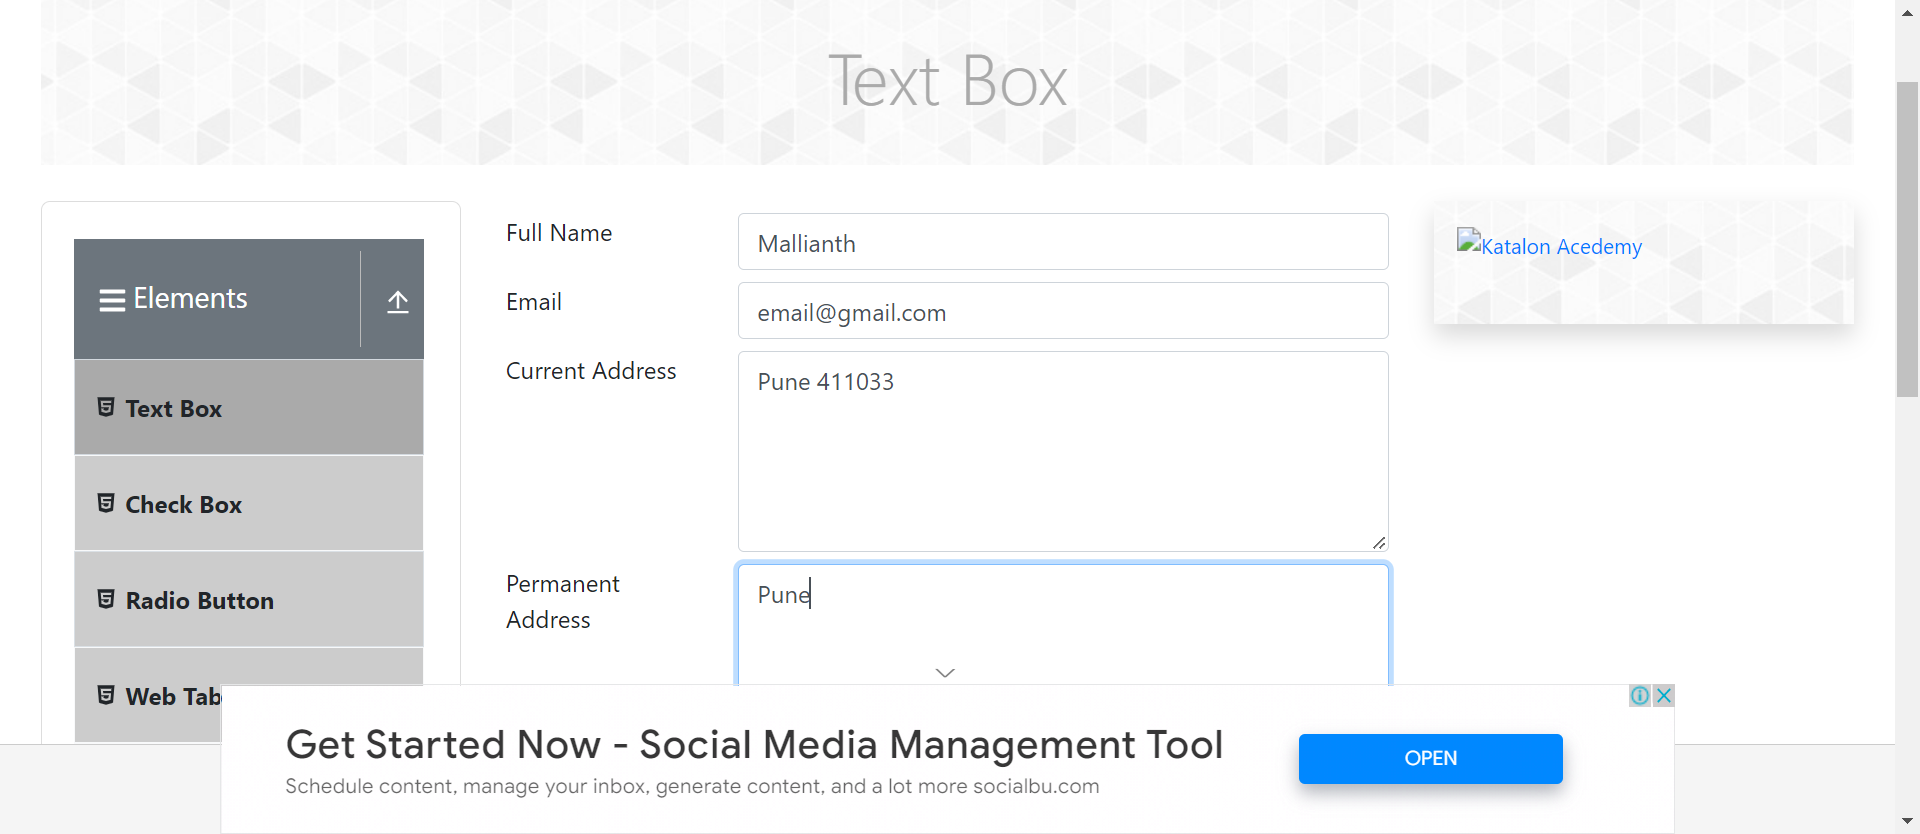 Text Box
Elements
Text Box
Check Box
Radio Button
Web Tab
Full Name
Mallianth
Email
email@gmail.com
Current Address
Pune 411033
Permanent
Address
Pune
Katalon Acedemy
Get Started Now - Social Media Management Tool
Schedule content, manage your inbox, generate content, and a lot more socialbu.com
OPEN